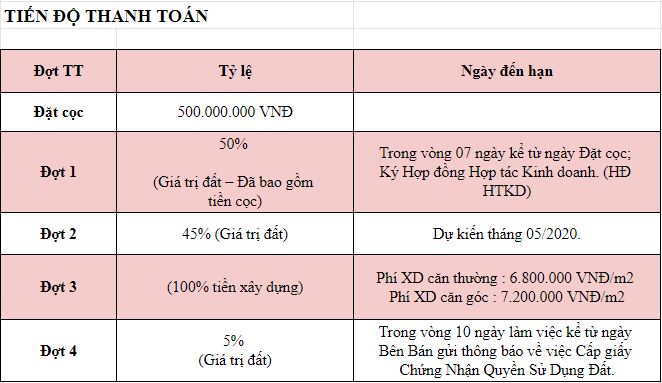 TIẾN ĐỘ THANH TOÁN
Đợt TT
Tỷ lệ
Ngày đến hạn
Đặt cọc
500.000.000 VNĐ
Đợt 1
50%
(Giá trị đất – Đã bao gồm
tiền cọc)
Trong vòng 07 ngày kể từ ngày Đặt cọc;
Ký Hợp đồng Hợp tác Kinh doanh. (HĐ
HTKD)
Đợt 2
45% (Giá trị đất)
Dự kiến tháng 05/2020.
Đợt 3
(100% tiền xây dựng)
Phí XD căn thường : 6.800.000 VNĐ/m2
Phí XD căn góc : 7.200.000 VNĐ/m2
Đợt 4
5%
(Giá trị đất)
Trong vòng 10 ngày làm việc kể từ ngày
Bên Bán gửi thông báo về việc Cấp giấy
Chứng Nhận Quyền Sử Dụng Đất.